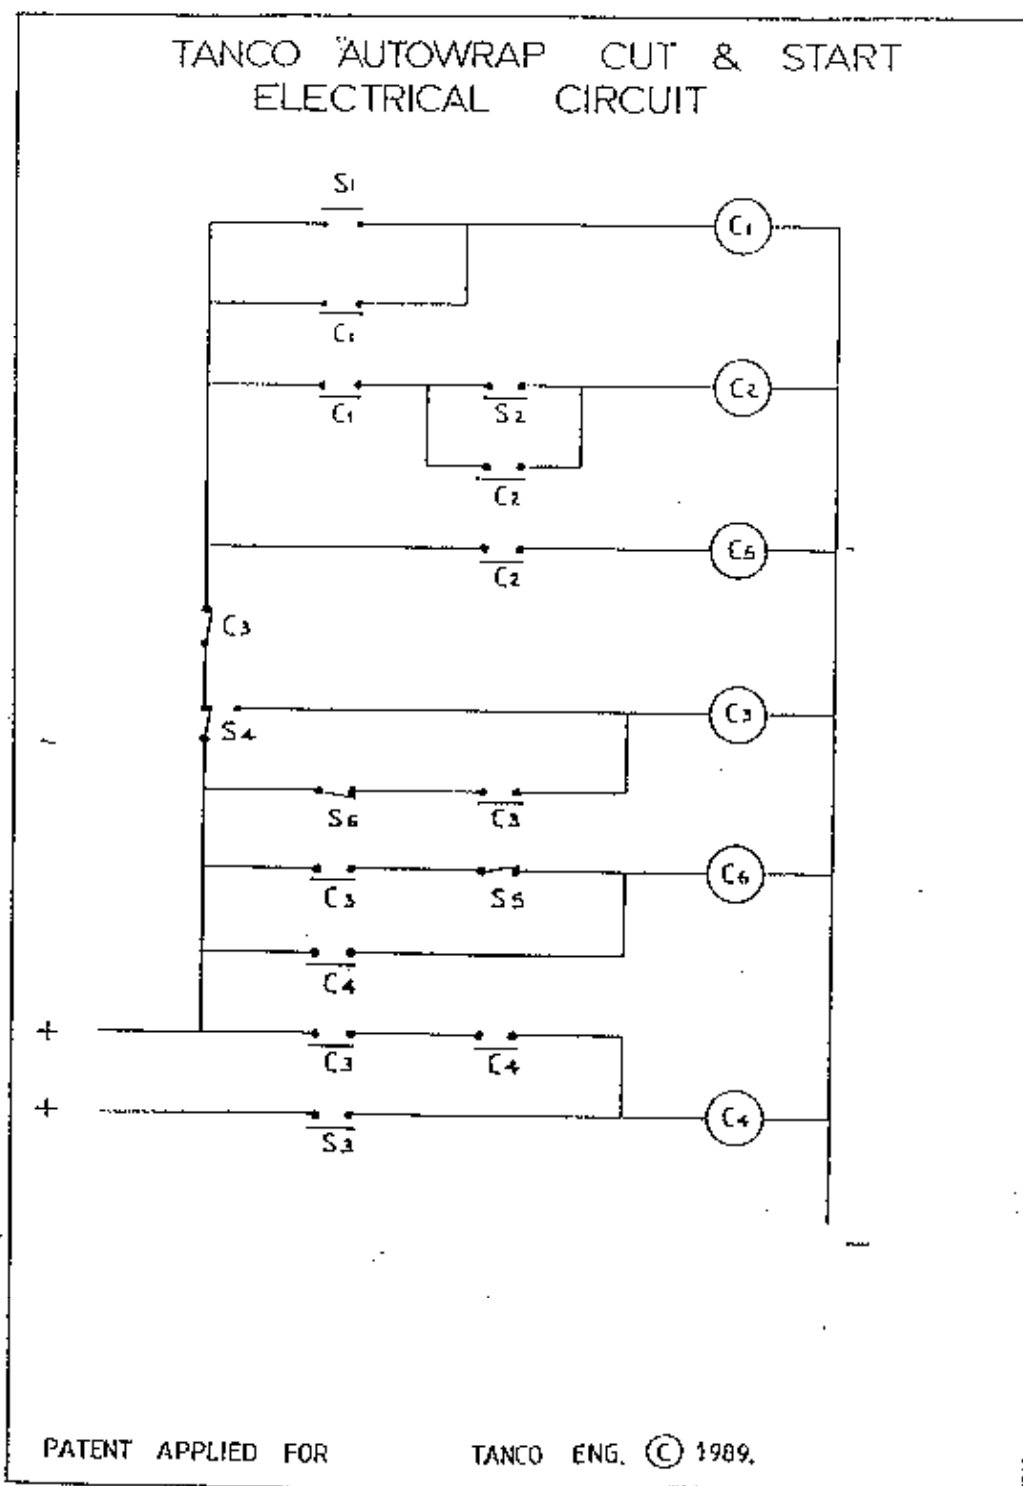 TANCO AUTOWRAP CUT & START
ELECTRICAL CIRCUIT
S1
C1
C1
C1
S2
C2
C2
C2
C5
C3
S4
C3
S6
C3
C3
S5
C6
C4
+
C3
C4
+
S3
C4
PATENT APPLIED FOR TANCO ENG. © 1989.